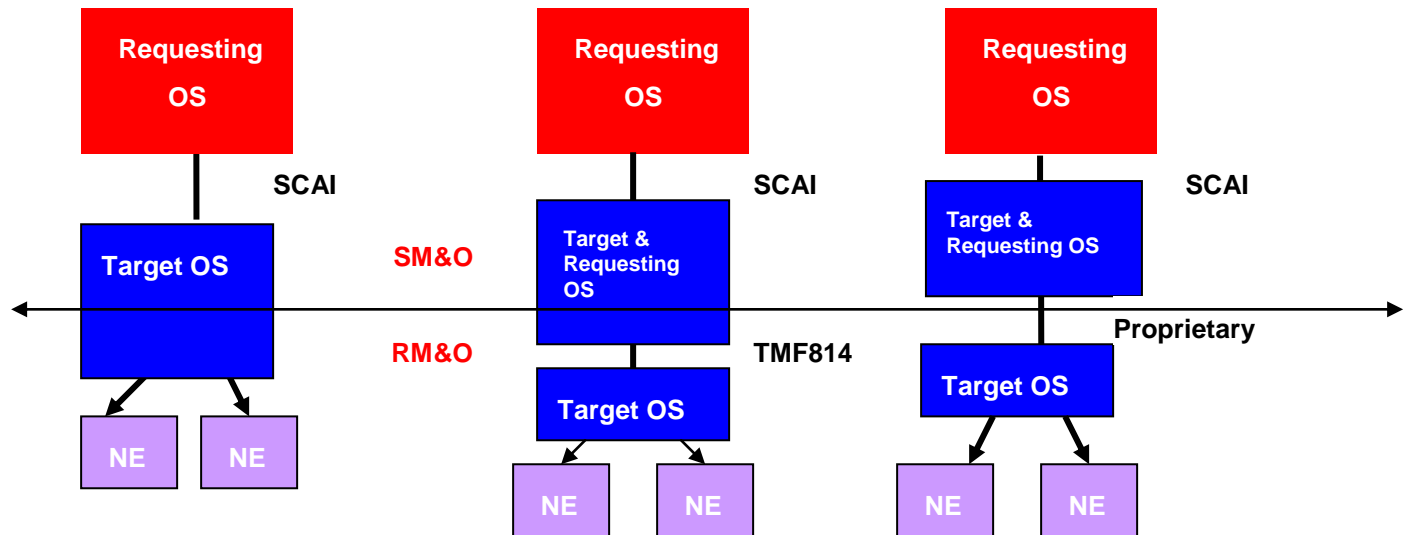 Requesting
OS
Requesting
OS
Requesting
OS
SCAI
SCAI
SCAI
Target OS
SM&O
Target &
Requesting
OS
Target &
Requesting OS
RM&O
TMF814
Proprietary
Target OS
Target OS
NE
NE
NE
NE
NE
NE